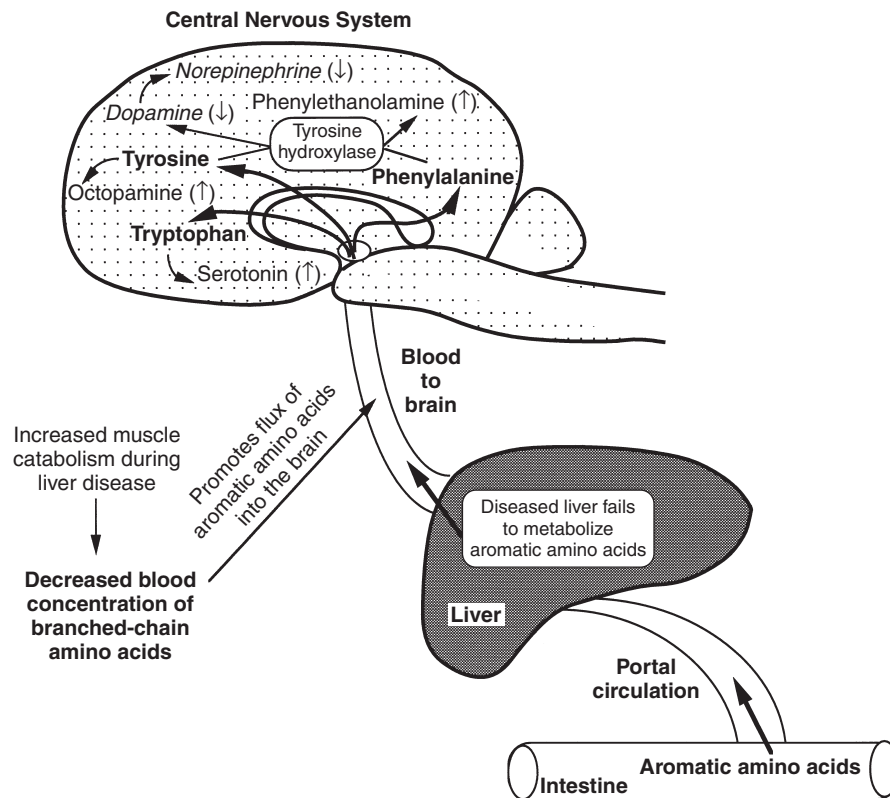 Central Nervous System
Norepinephrine (↓)
Dopamine (↓)
Phenylethanolamine (↑)
Tyrosine
hydroxylase
Tyrosine
Phenylalanine
Octopamine (↑)
Tryptophan
Serotonin (↑)
Blood
to
brain
Promotes flux of
aromatic amino acids
into the brain
Increased muscle
catabolism during
liver disease
Decreased blood
concentration of
branched-chain
amino acids
Diseased liver fails
to metabolize
aromatic amino acids
Liver
Portal
circulation
Aromatic amino acids
Intestine